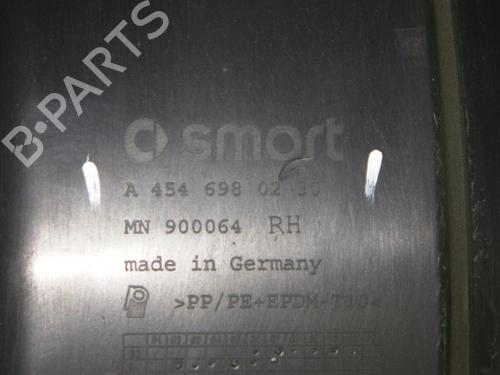 B-PARTS
smart
A 454 698 02 30
MN 900064 RH
made in Germany
>PP/PE+EPDM-T10<